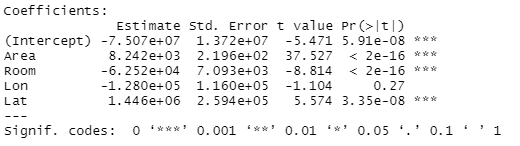 Coefficients:
Estimate Std. Error t value Pr(>|t|)
(Intercept) -7.507e+07 1.372e+07 -5.471 5.91e-08 ***
Area 8.242e+03 2.196e+02 37.527 < 2e-16 ***
Room -6.252e+04 7.093e+03 -8.814 < 2e-16 ***
Lon -1.280e+05 1.160e+05 -1.104 0.27
Lat 1.446e+06 2.594e+05 5.574 3.35e-08 ***
---
Signif. codes: 0 ‘***’ 0.001 ‘**’ 0.01 ‘*’ 0.05 ‘.’ 0.1 ‘ ’ 1